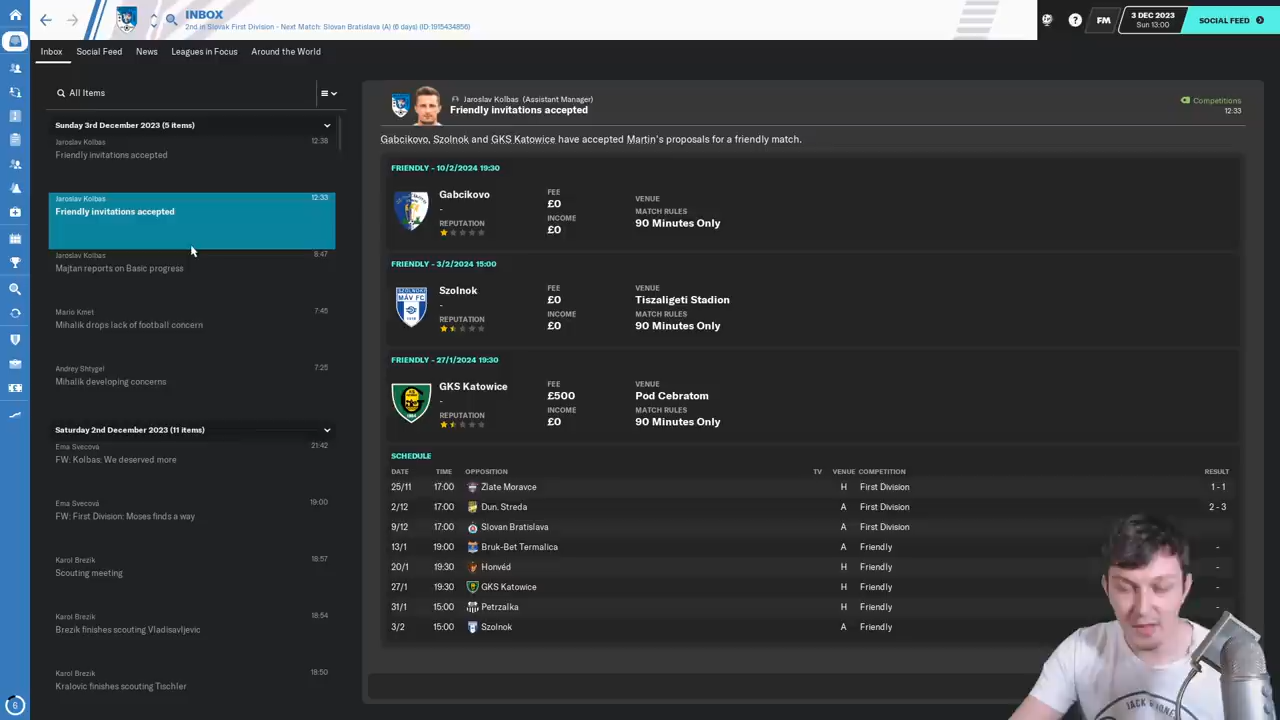 INBOX
2nd in Slovak First Division - Next Match: Slovan Bratislava (A) (6 days) (ID:1915434856)
FM
3 DEC 2023
Sun 13:00
SOCIAL FEED
Inbox
Social Feed
News
Leagues in Focus
Around the World
All Items
Sunday 3rd December 2023 (5 items)
Jaroslav Kolbas 12:38
Friendly invitations accepted
Jaroslav Kolbas 12:33
Friendly invitations accepted
Jaroslav Kolbas 8:47
Majtan reports on Basic progress
Mario Kmet 7:45
Mihalik drops lack of football concern
Andrey Shtygel 7:25
Mihalik developing concerns
Saturday 2nd December 2023 (11 items)
Ema Svecová 21:42
FW: Kolbas: We deserved more
Ema Svecová 19:00
FW: First Division: Moses finds a way
Karol Brezik 18:57
Scouting meeting
Karol Brezik 18:54
Brezik finishes scouting Vladisavljevic
Karol Brezik 18:50
Kralovic finishes scouting Tischler
6
Jaroslav Kolbas (Assistant Manager)
Friendly invitations accepted
Competitions
12.33
Gabcikovo, Szolnok and GKS Katowice have accepted Martin's proposals for a friendly match.
FRIENDLY - 10/2/2024 19:30
Gabcikovo
-
REPUTATION
FEE
£0
INCOME
£0
VENUE
MATCH RULES
90 Minutes Only
FRIENDLY - 3/2/2024 15:00
Szolnok
-
REPUTATION
FEE
£0
INCOME
£0
VENUE
Tiszaligeti Stadion
MATCH RULES
90 Minutes Only
FRIENDLY - 27/1/2024 19:30
GKS Katowice
-
REPUTATION
FEE
£500
INCOME
£0
VENUE
Pod Cebratom
MATCH RULES
90 Minutes Only
SCHEDULE
DATE TIME OPPOSITION TV VENUE COMPETITION RESULT
25/11 17:00 Zlate Moravce H First Division 1 - 1
2/12 17:00 Dun. Streda A First Division 2 - 3
9/12 17:00 Slovan Bratislava A First Division
13/1 19:00 Bruk-Bet Termalica A Friendly -
20/1 19:30 Honvéd H Friendly -
27/1 19:30 GKS Katowice H Friendly -
31/1 15:00 Petrzalka H Friendly -
3/2 15:00 Szolnok A Friendly -